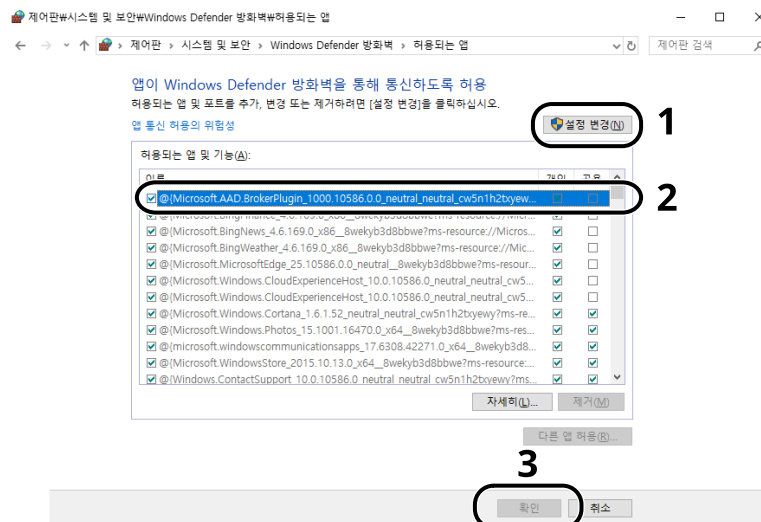 제어판₩시스템 및 보안₩Windows Defender 방화벽₩허용되는 앱
제어판 › 시스템 및 보안 › Windows Defender 방화벽 › 허용되는 앱
제어판 검색
앱이 Windows Defender 방화벽을 통해 통신하도록 허용
허용되는 앱 및 포트를 추가, 변경 또는 제거하려면 [설정 변경]을 클릭하십시오.
앱 통신 허용의 위험성
설정 변경(N)
1
허용되는 앱 및 기능(A):
이름 개인 공용
@{Microsoft.AAD.BrokerPlugin_1000.10586.0.0_neutral_neutral_cw5n1h2txyew...
2
@{Microsoft.BingFinance_4.6.169.0_x86__8wekyb3d8bbwe?ms-resource://Micr...
@{Microsoft.BingNews_4.6.169.0_x86__8wekyb3d8bbwe?ms-resource://Micros...
@{Microsoft.BingWeather_4.6.169.0_x86__8wekyb3d8bbwe?ms-resource://Mic...
@{Microsoft.MicrosoftEdge_25.10586.0.0_neutral__8wekyb3d8bbwe?ms-resour...
@{Microsoft.Windows.CloudExperienceHost_10.0.10586.0_neutral_neutral_cw5...
@{Microsoft.Windows.CloudExperienceHost_10.0.10586.0_neutral_neutral_cw5...
@{Microsoft.Windows.Cortana_1.6.1.52_neutral_neutral_cw5n1h2txyewy?ms-re...
@{Microsoft.Windows.Photos_15.1001.16470.0_x64__8wekyb3d8bbwe?ms-res...
@{microsoft.windowscommunicationsapps_17.6308.42271.0_x64__8wekyb3d8...
@{Microsoft.WindowsStore_2015.10.13.0_x64__8wekyb3d8bbwe?ms-resource:...
@{Windows.ContactSupport_10.0.10586.0_neutral_neutral_cw5n1h2txyewy?ms...
자세히(L)... 제거(M)
다른 앱 허용(R)...
3
확인 취소